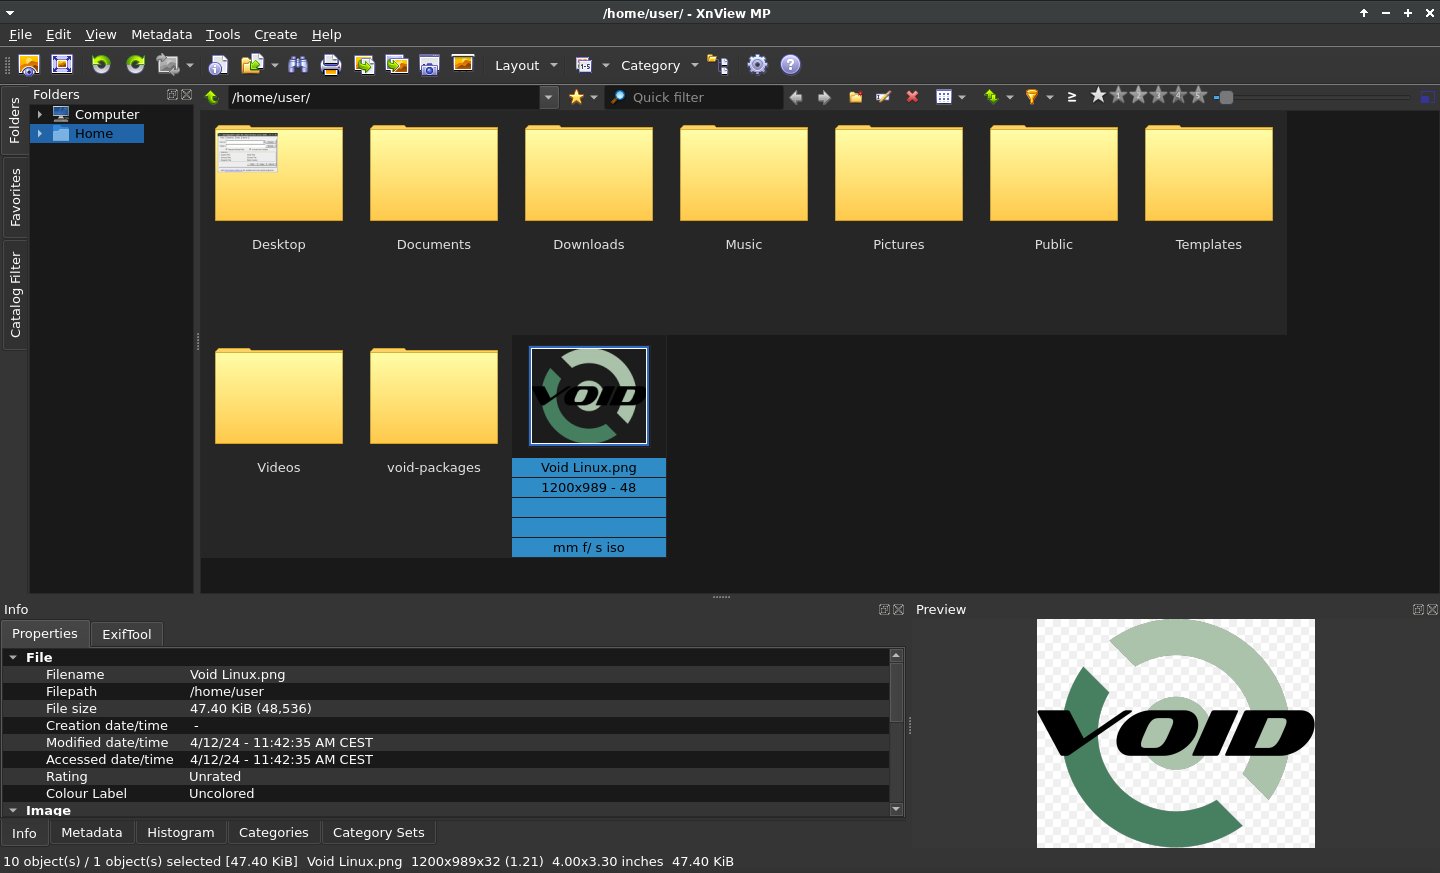 /home/user/ - XnView MP
File Edit View Metadata Tools Create Help
Layout Category
Folders
/home/user/ Quick filter
Computer
Home
Folders
Favorites
Catalog Filter
Desktop Documents Downloads Music Pictures Public Templates
Videos void-packages Void Linux.png
1200x989 - 48
mm f/ s iso
VOID
Info
Preview
Properties ExifTool
File
Filename Void Linux.png
Filepath /home/user
File size 47.40 KiB (48,536)
Creation date/time -
Modified date/time 4/12/24 - 11:42:35 AM CEST
Accessed date/time 4/12/24 - 11:42:35 AM CEST
Rating Unrated
Colour Label Uncolored
Image
VOID
Info Metadata Histogram Categories Category Sets
10 object(s) / 1 object(s) selected [47.40 KiB] Void Linux.png 1200x989x32 (1.21) 4.00x3.30 inches 47.40 KiB